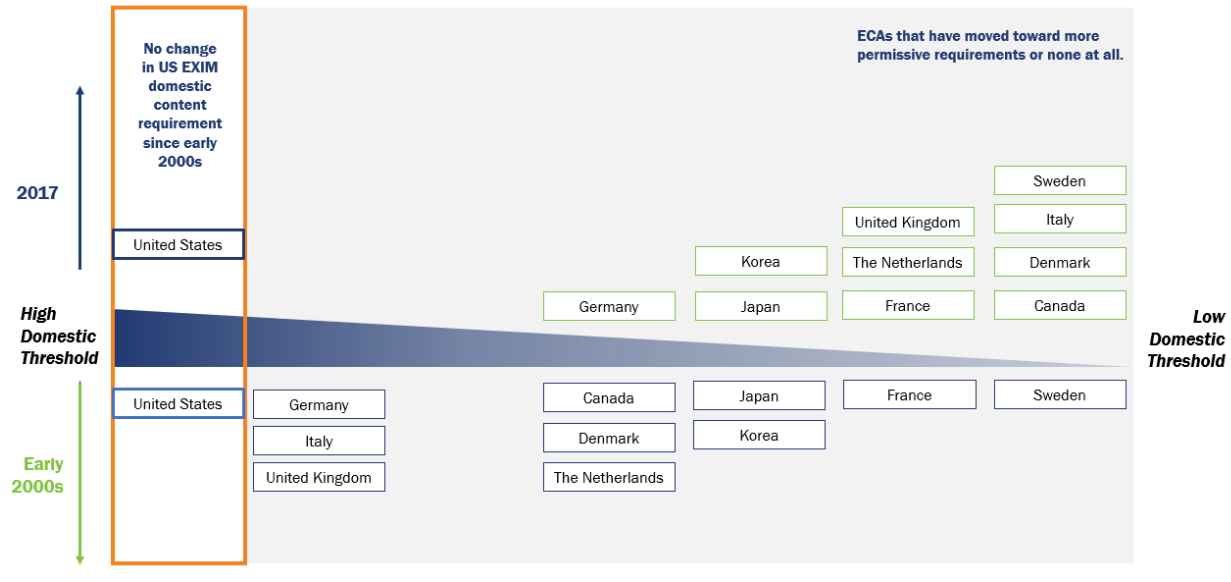 No change
in US EXIM
domestic
content
requirement
since early
2000s
ECAs that have moved toward more
permissive requirements or none at all.
2017
Sweden
United Kingdom
Italy
United States
Korea
The Netherlands
Denmark
Germany
Japan
France
Canada
High
Domestic
Threshold
Low
Domestic
Threshold
United States
Germany
Canada
Japan
France
Sweden
Italy
Denmark
Korea
United Kingdom
The Netherlands
Early
2000s